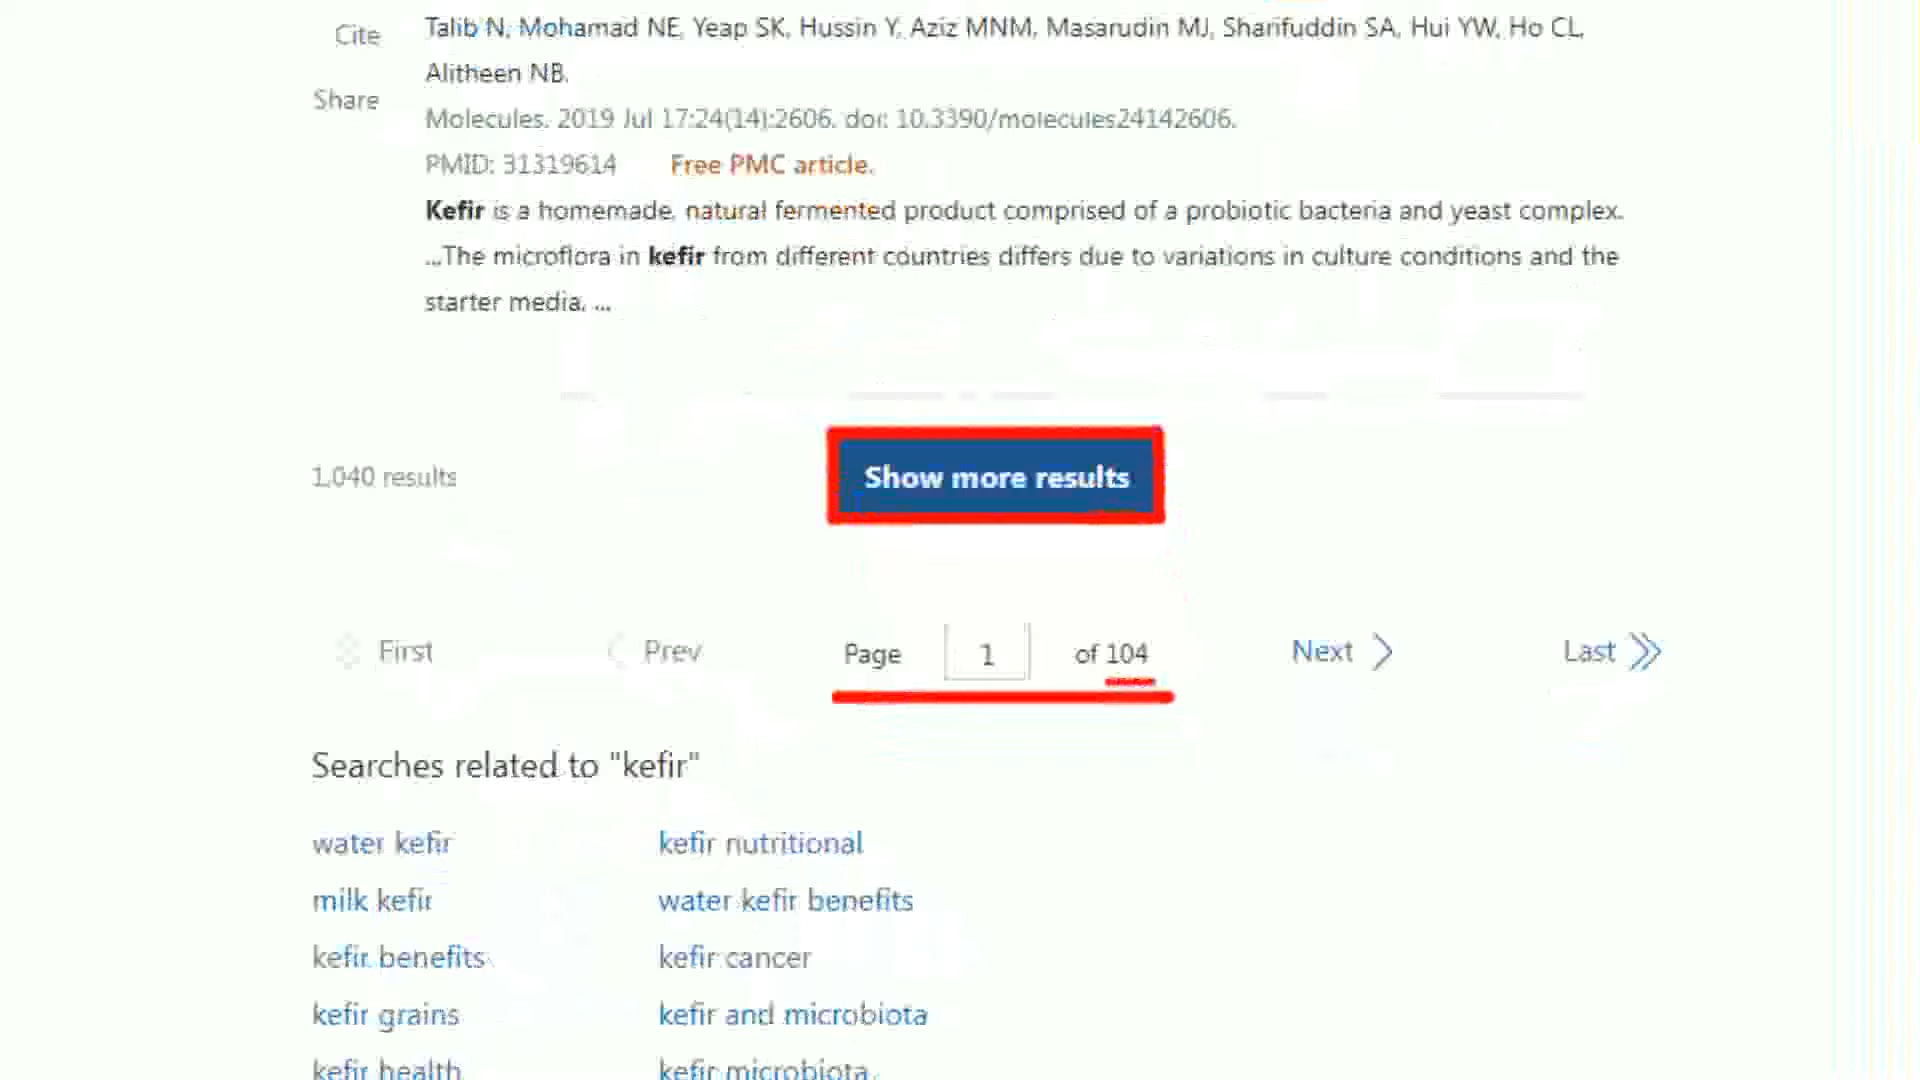 Cite
Talib N, Mohamad NE, Yeap SK, Hussin Y, Aziz MNM, Masarudin MJ, Sharifuddin SA, Hui YW, Ho CL,
Alitheen NB.
Share
Molecules. 2019 Jul 17;24(14):2606. doi: 10.3390/molecules24142606.
PMID: 31319614 Free PMC article.
Kefir is a homemade, natural fermented product comprised of a probiotic bacteria and yeast complex.
...The microflora in kefir from different countries differs due to variations in culture conditions and the
starter media. ...
1,040 results
Show more results
First Prev Page 1 of 104 Next Last
Searches related to "kefir"
water kefir kefir nutritional
milk kefir water kefir benefits
kefir benefits kefir cancer
kefir grains kefir and microbiota
kefir health kefir microbiota